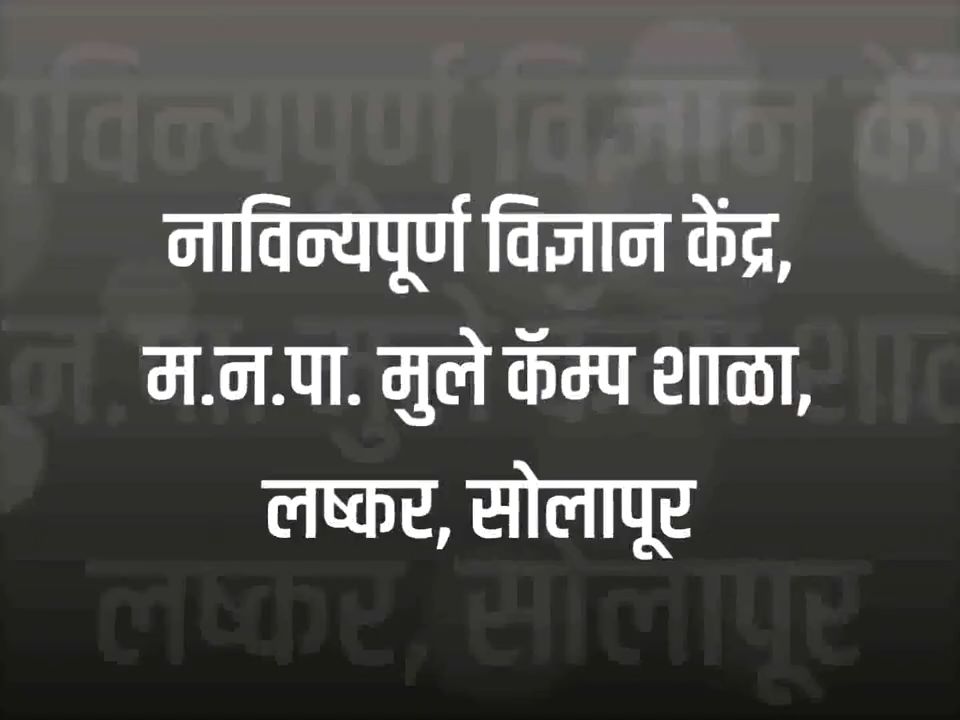 नाविन्यपूर्ण विज्ञान केंद्र,
म.न.पा. मुले कॅम्प शाळा,
लष्कर, सोलापूर